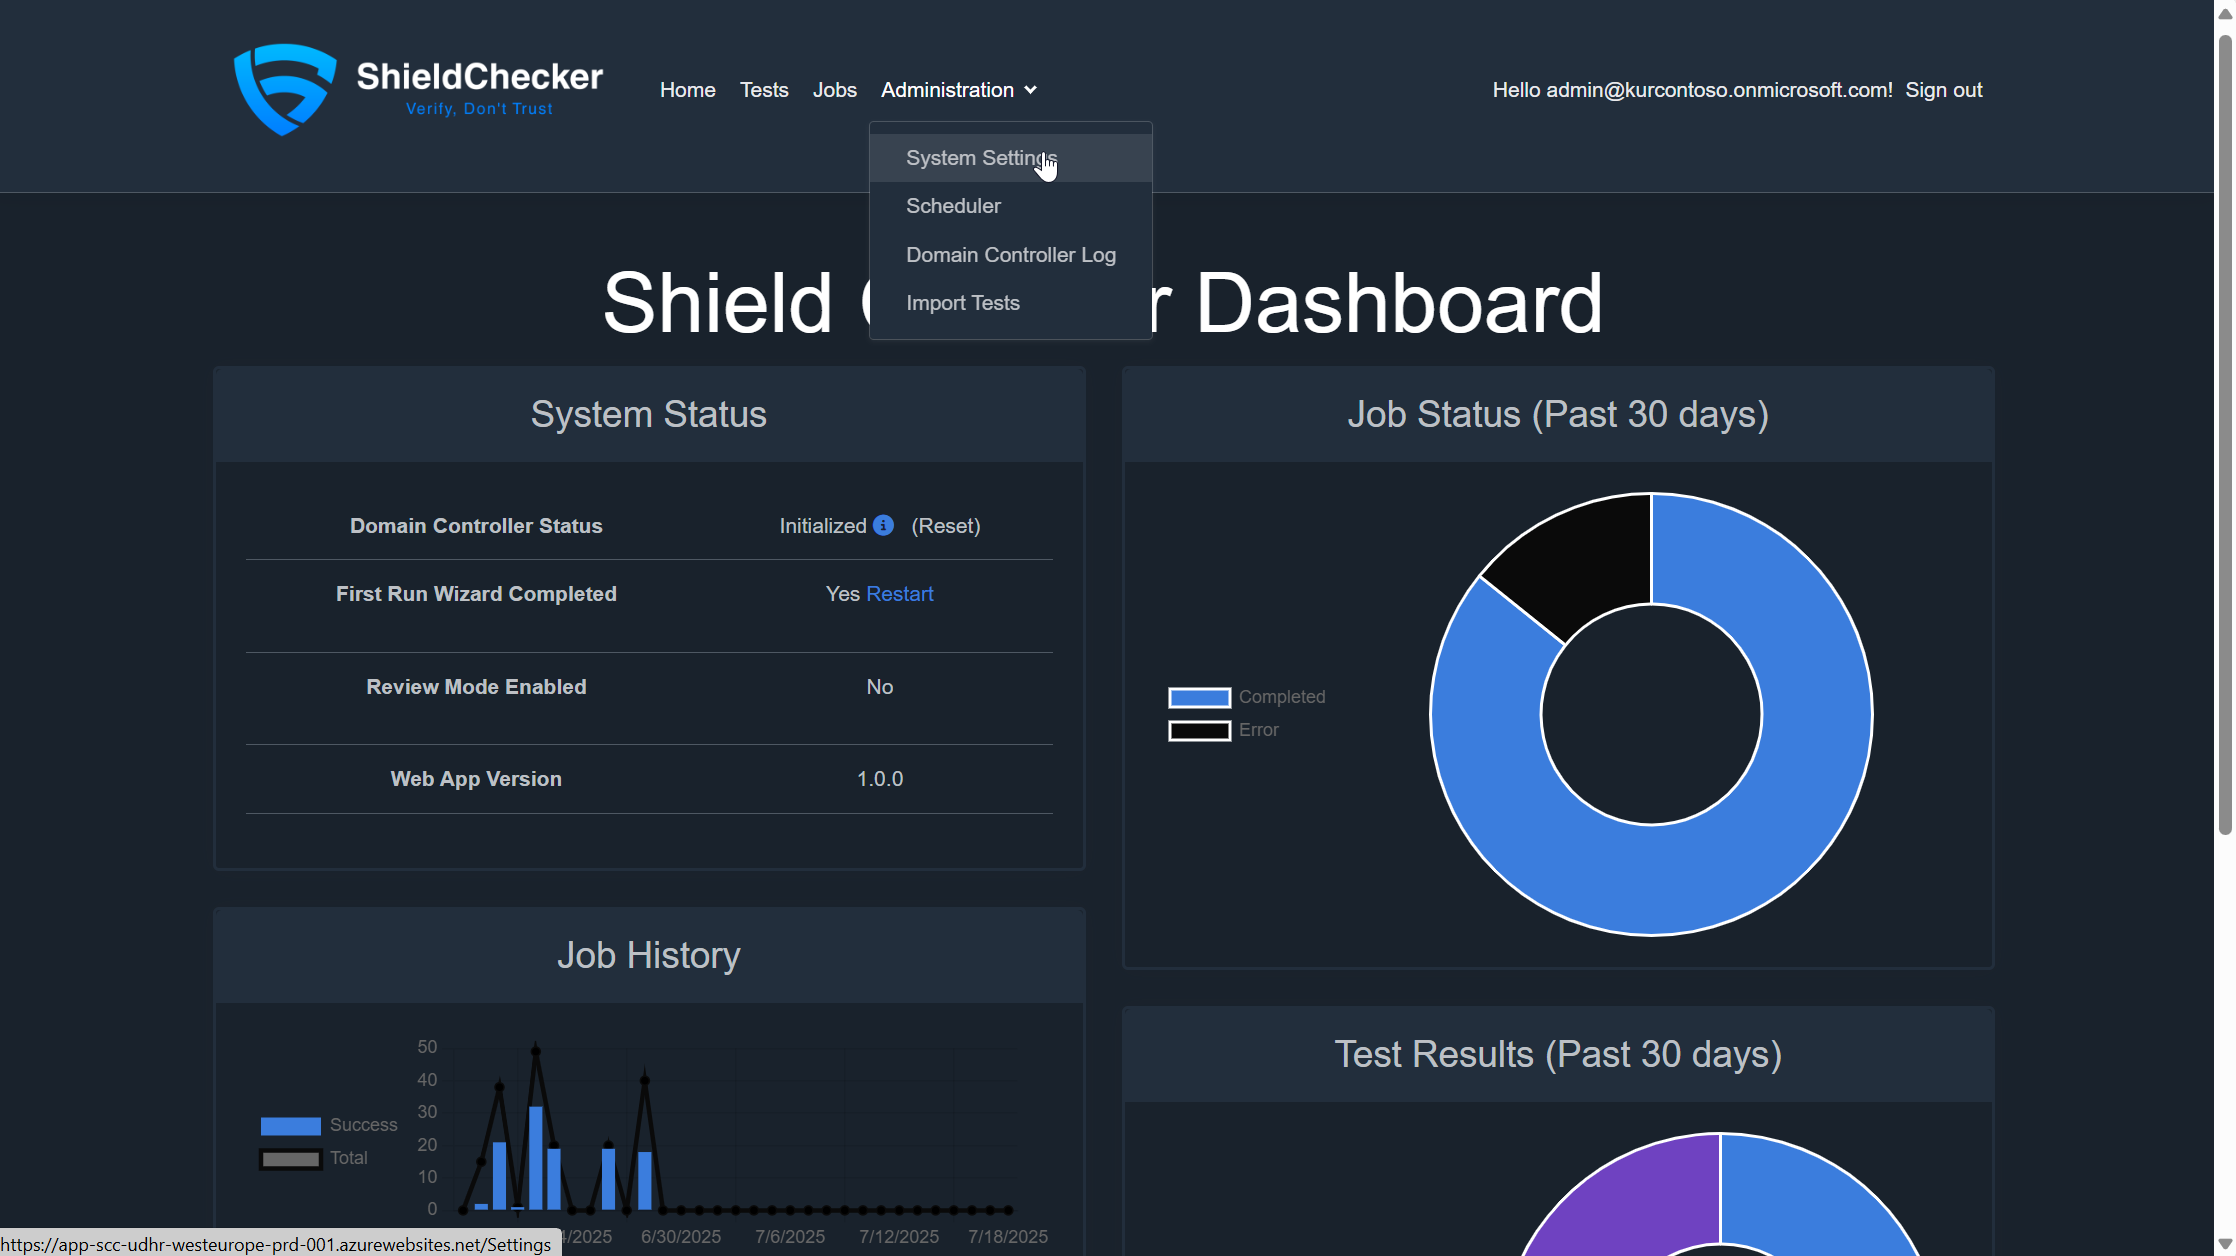 ShieldChecker
Verify, Don't Trust
Home Tests Jobs Administration
Hello admin@kurcontoso.onmicrosoft.com! Sign out
System Settings
Scheduler
Domain Controller Log
Import Tests
Shield r Dashboard
System Status
Domain Controller Status Initialized (Reset)
First Run Wizard Completed Yes Restart
Review Mode Enabled No
Web App Version 1.0.0
Job Status (Past 30 days)
Completed
Error
Job History
Success
Total
50
40
30
20
10
0
4/2025 6/30/2025 7/6/2025 7/12/2025 7/18/2025
Test Results (Past 30 days)
https://app-scc-udhr-westeurope-prd-001.azurewebsites.net/Settings